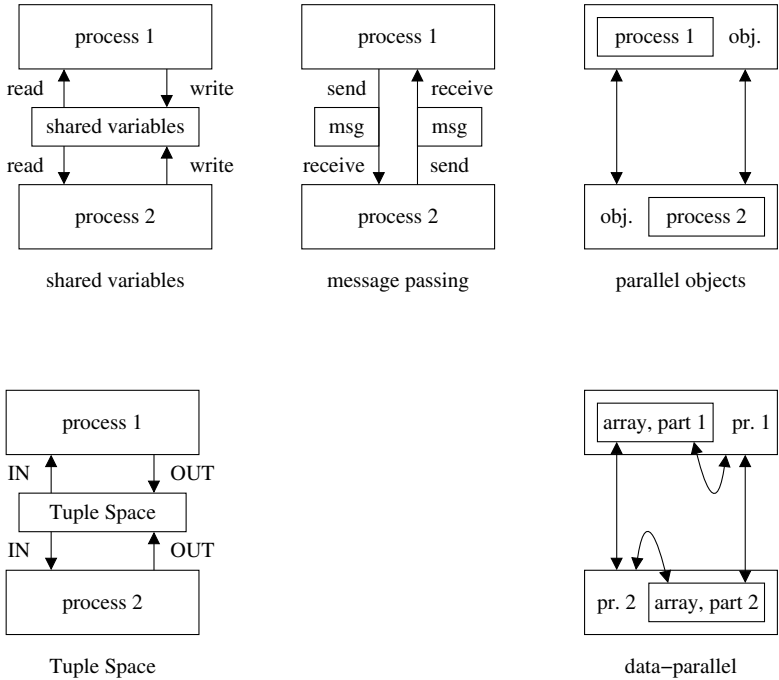 process 1
read
write
shared variables
read
write
process 2
shared variables
process 1
send
receive
msg
msg
receive
send
process 2
message passing
process 1
obj.
obj.
process 2
parallel objects
process 1
IN
OUT
Tuple Space
IN
OUT
process 2
Tuple Space
array, part 1
pr. 1
pr. 2
array, part 2
data−parallel